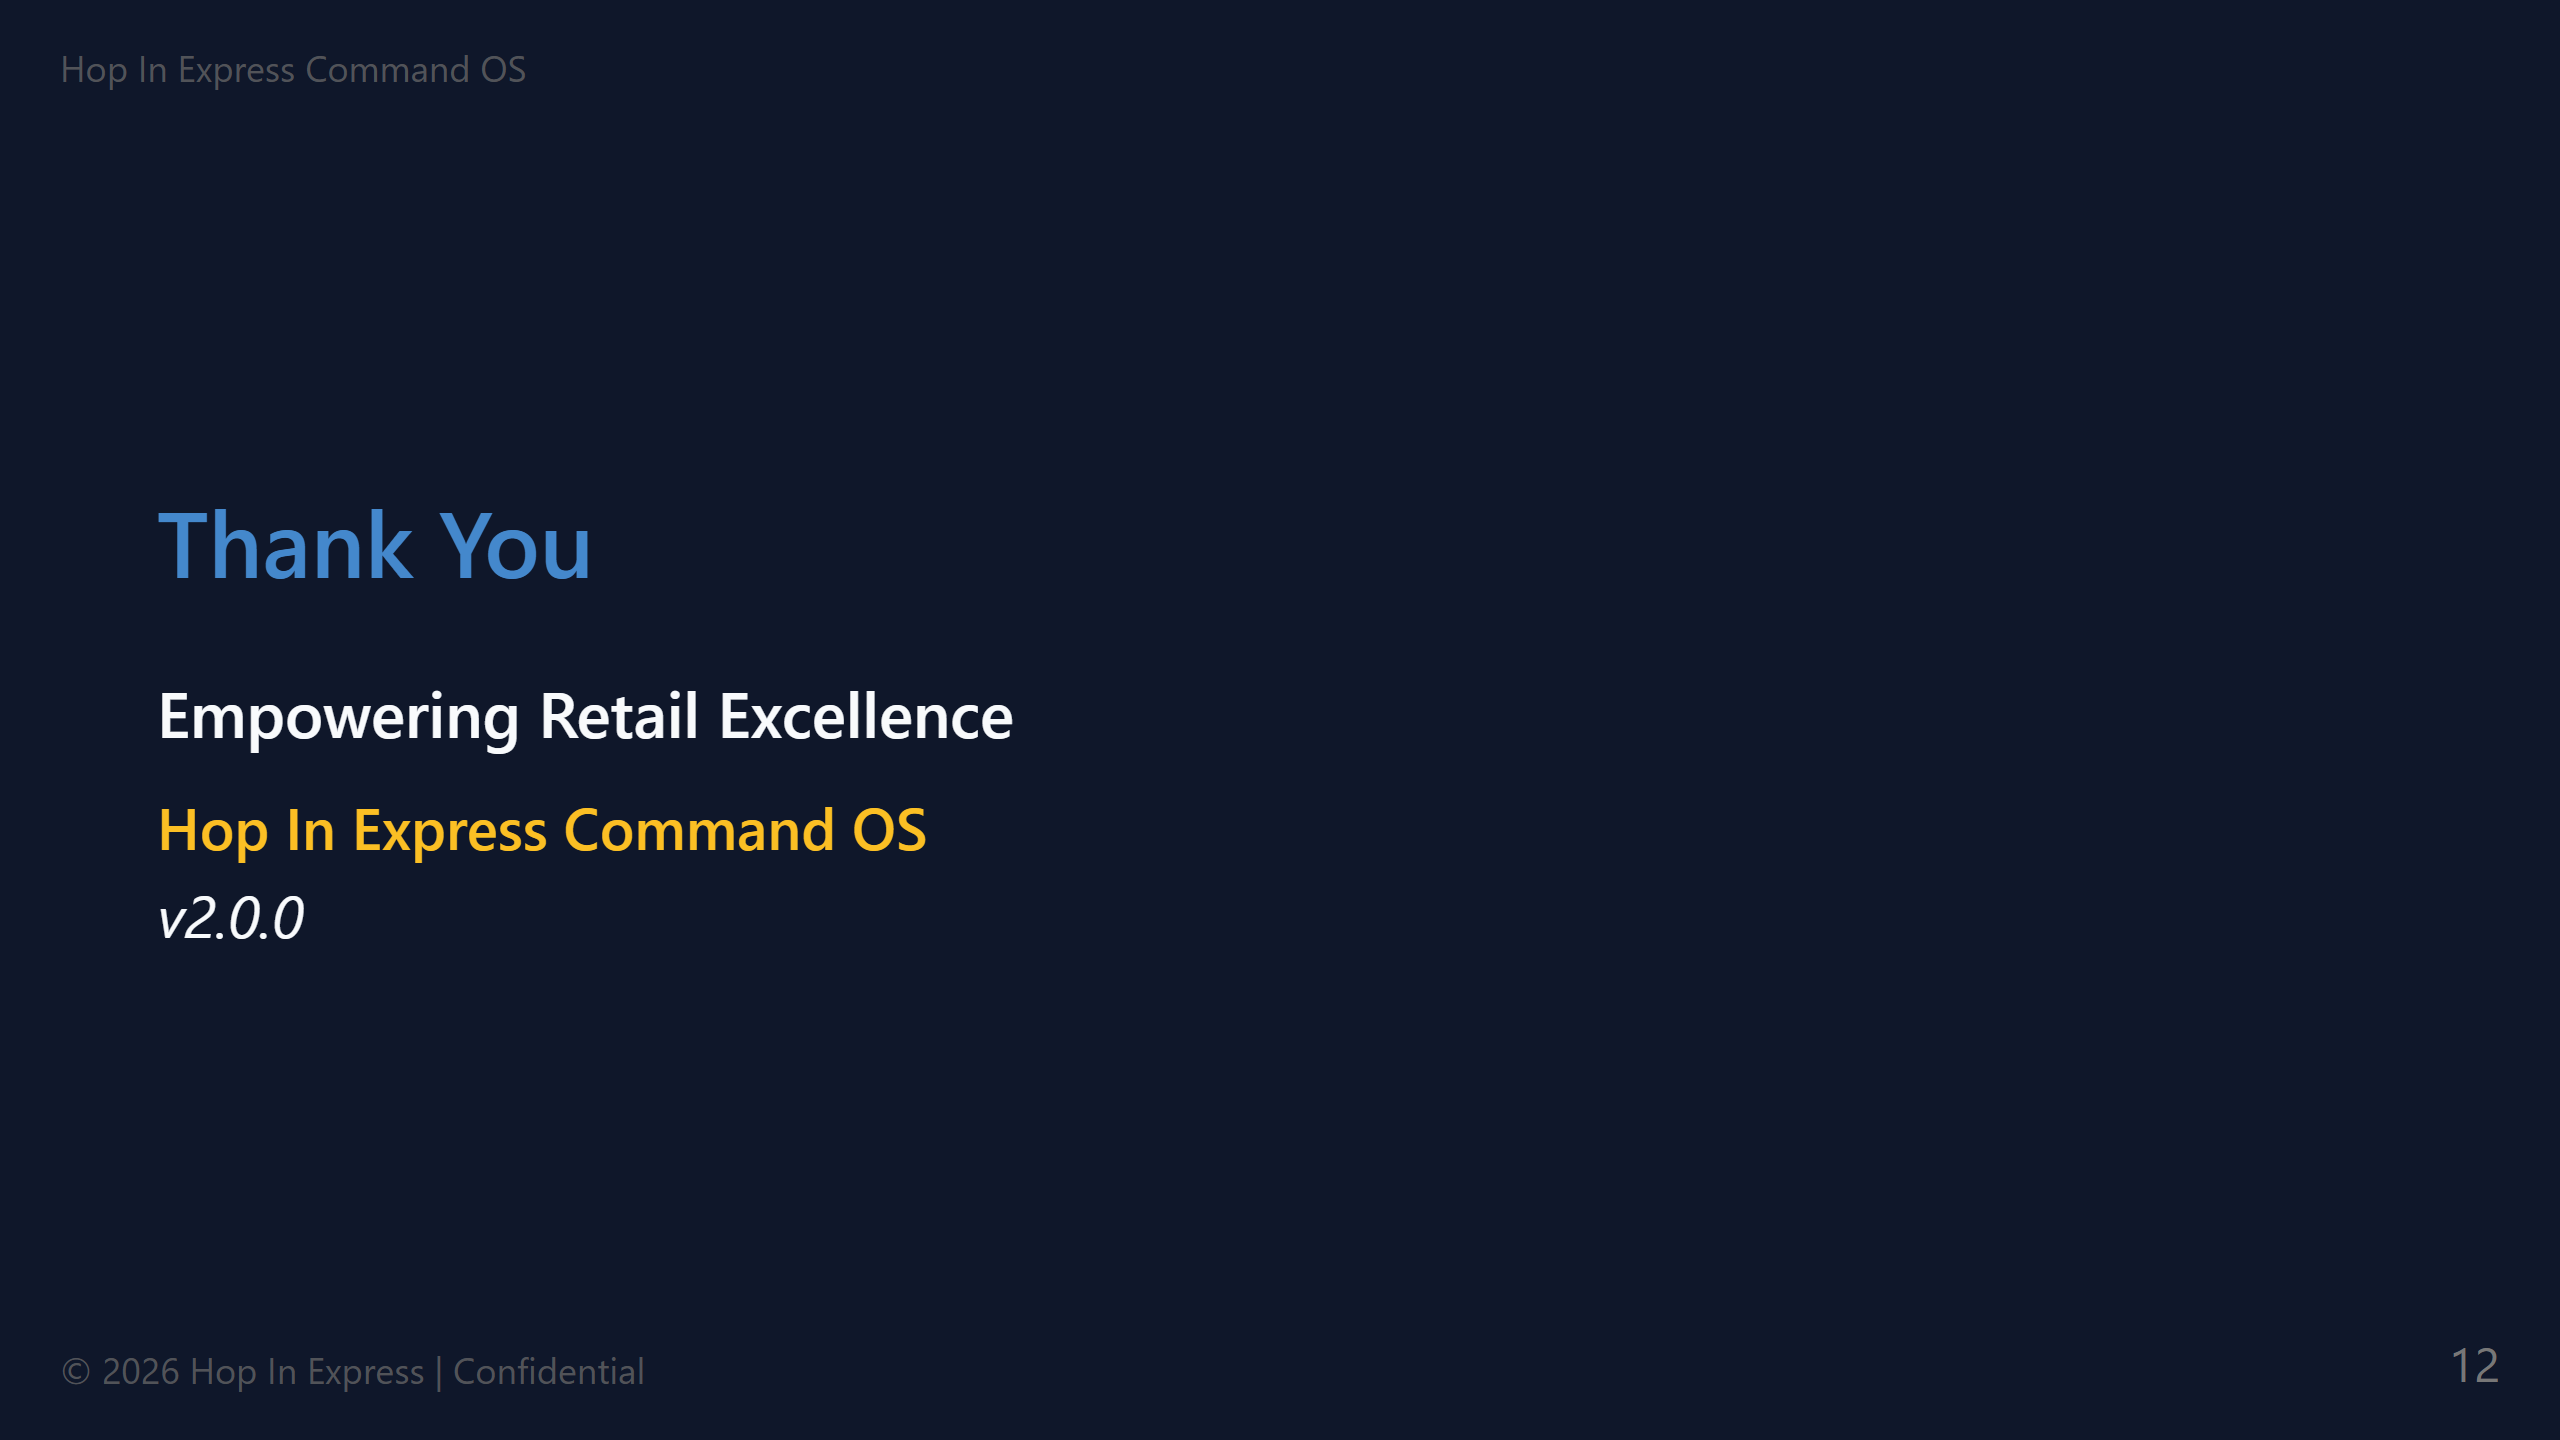 Hop In Express Command OS
Thank You
Empowering Retail Excellence
Hop In Express Command OS
v2.0.0
© 2026 Hop In Express | Confidential
12